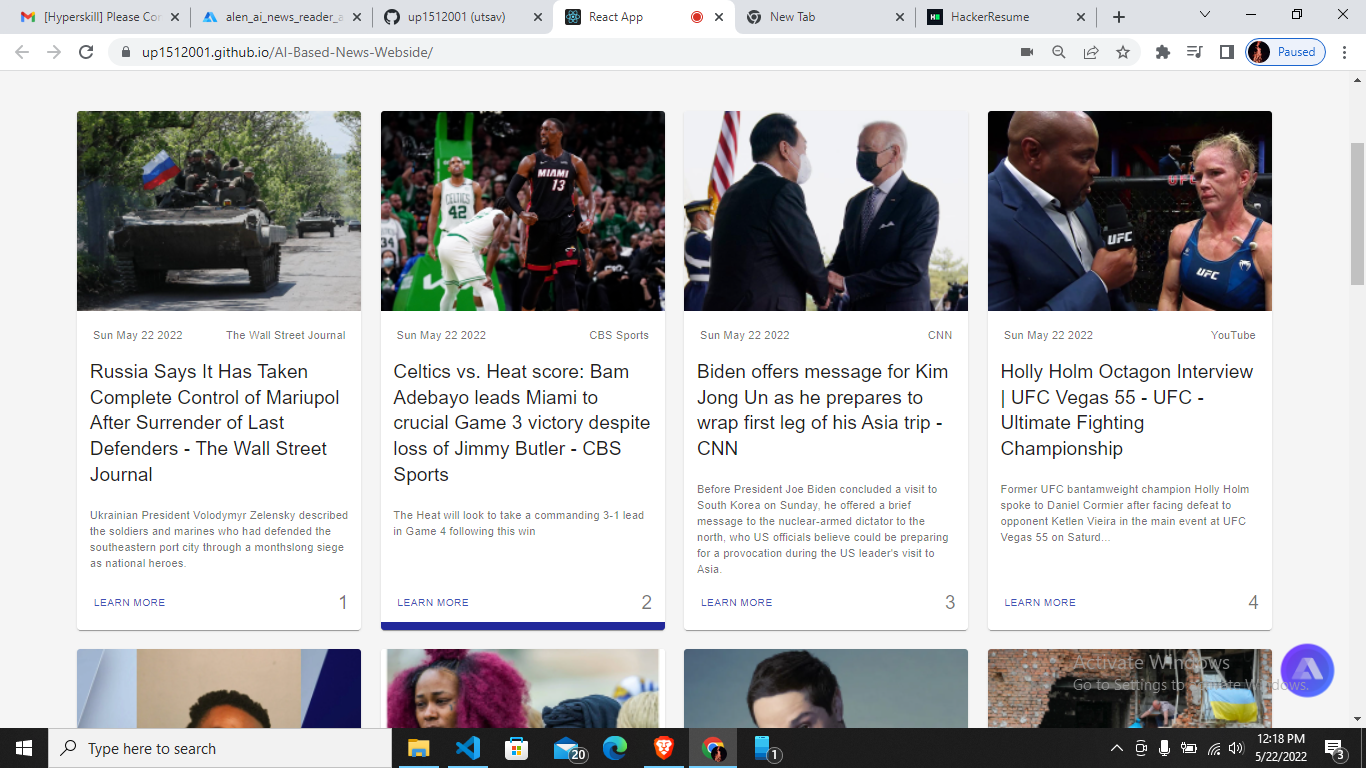 [Hyperskill] Please Cor
alen_ai_news_reader_a
up1512001 (utsav)
React App
New Tab
HackerResume
up1512001.github.io/AI-Based-News-Webside/
Paused
MIAMI
13
CELTICS
42
34
UFC
UFC
UFC
Sun May 22 2022 The Wall Street Journal
Russia Says It Has Taken
Complete Control of Mariupol
After Surrender of Last
Defenders - The Wall Street
Journal
Ukrainian President Volodymyr Zelensky described
the soldiers and marines who had defended the
southeastern port city through a monthslong siege
as national heroes.
LEARN MORE 1
Sun May 22 2022 CBS Sports
Celtics vs. Heat score: Bam
Adebayo leads Miami to
crucial Game 3 victory despite
loss of Jimmy Butler - CBS
Sports
The Heat will look to take a commanding 3-1 lead
in Game 4 following this win
LEARN MORE 2
Sun May 22 2022 CNN
Biden offers message for Kim
Jong Un as he prepares to
wrap first leg of his Asia trip -
CNN
Before President Joe Biden concluded a visit to
South Korea on Sunday, he offered a brief
message to the nuclear-armed dictator to the
north, who US officials believe could be preparing
for a provocation during the US leader's visit to
Asia.
LEARN MORE 3
Sun May 22 2022 YouTube
Holly Holm Octagon Interview
| UFC Vegas 55 - UFC -
Ultimate Fighting
Championship
Former UFC bantamweight champion Holly Holm
spoke to Daniel Cormier after facing defeat to
opponent Ketlen Vieira in the main event at UFC
Vegas 55 on Saturd...
LEARN MORE 4
Activate Windows
Go to Settings to activate Windows.
Type here to search
20
1
12:18 PM
5/22/2022
3